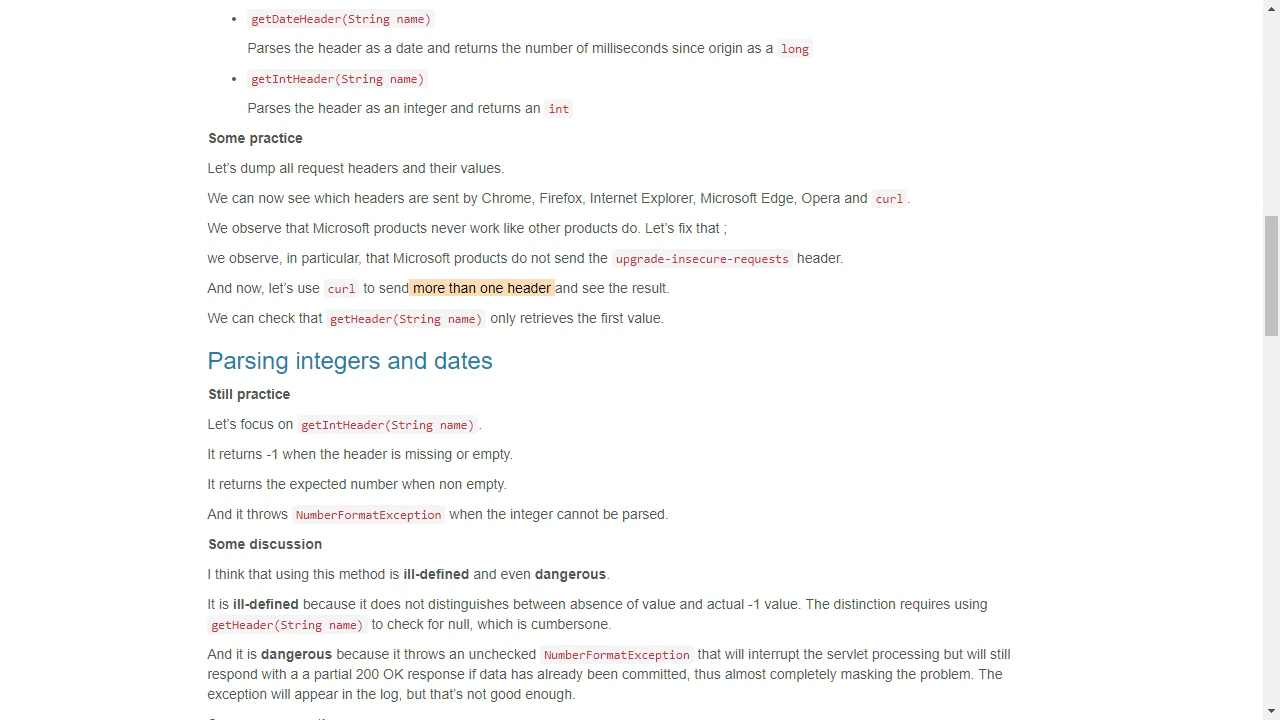 getDateHeader(String name)
Parses the header as a date and returns the number of milliseconds since origin as a long
getIntHeader(String name)
Parses the header as an integer and returns an int
Some practice
Let's dump all request headers and their values.
We can now see which headers are sent by Chrome, Firefox, Internet Explorer, Microsoft Edge, Opera and curl.
We observe that Microsoft products never work like other products do. Let's fix that ;
we observe, in particular, that Microsoft products do not send the upgrade-insecure-requests header.
And now, let's use curl to send more than one header and see the result.
We can check that getHeader(String name) only retrieves the first value.
Parsing integers and dates
Still practice
Let's focus on getIntHeader(String name).
It returns -1 when the header is missing or empty.
It returns the expected number when non empty.
And it throws NumberFormatException when the integer cannot be parsed.
Some discussion
I think that using this method is ill-defined and even dangerous.
It is ill-defined because it does not distinguishes between absence of value and actual -1 value. The distinction requires using
getHeader(String name) to check for null, which is cumbersone.
And it is dangerous because it throws an unchecked NumberFormatException that will interrupt the servlet processing but will still
respond with a a partial 200 OK response if data has already been committed, thus almost completely masking the problem. The
exception will appear in the log, but that's not good enough.